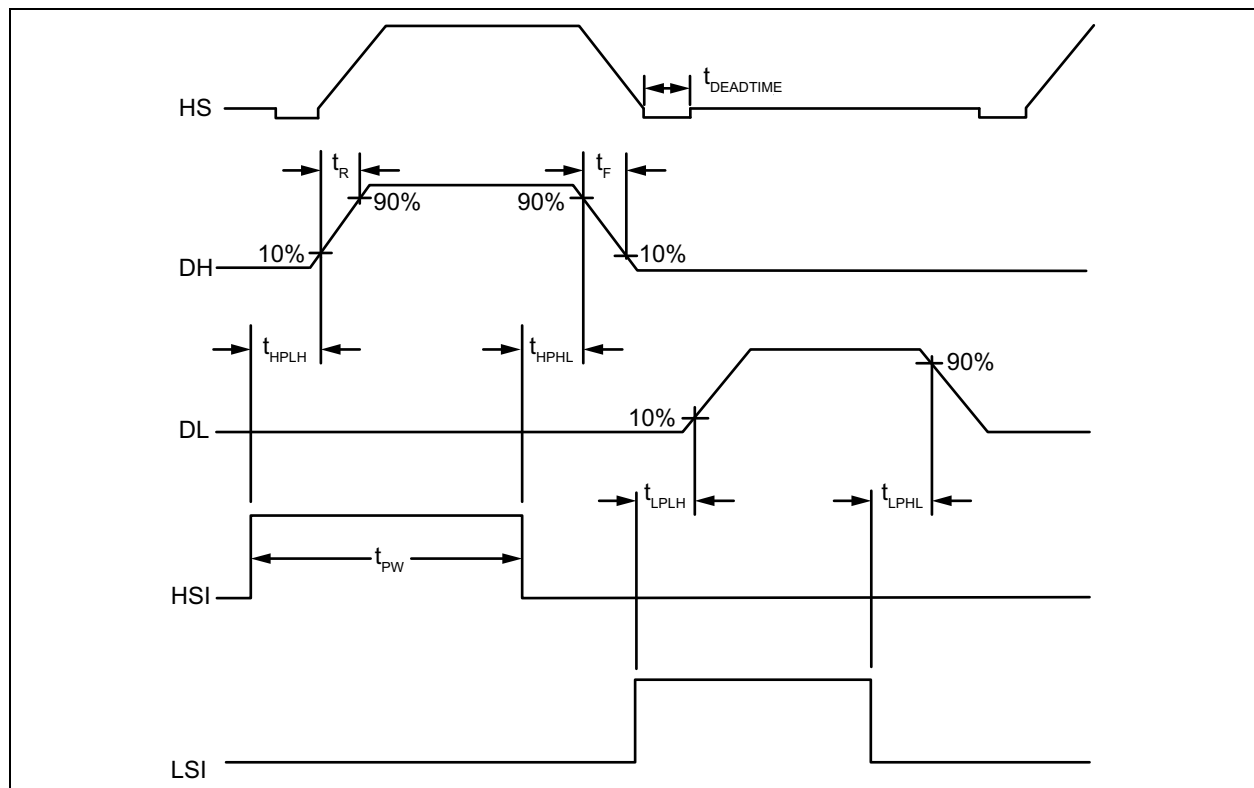 HS
tDEADTIME
tR
tF
90%
90%
10%
10%
DH
tHPLH
tHPHL
90%
10%
DL
tLPLH
tLPHL
tPW
HSI
LSI